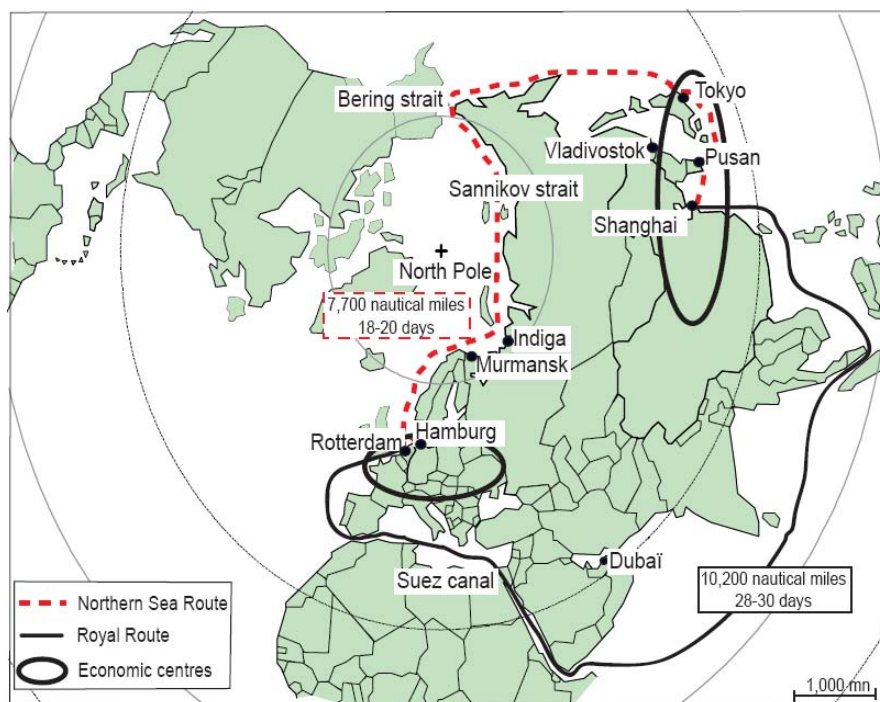 Bering strait
Tokyo
Vladivostok
Pusan
Sannikov strait
Shanghai
North Pole
7,700 nautical miles
18-20 days
Indiga
Murmansk
Hamburg
Rotterdam
Dubaï
Suez canal
10,200 nautical miles
28-30 days
Northern Sea Route
Royal Route
Economic centres
1,000 mn